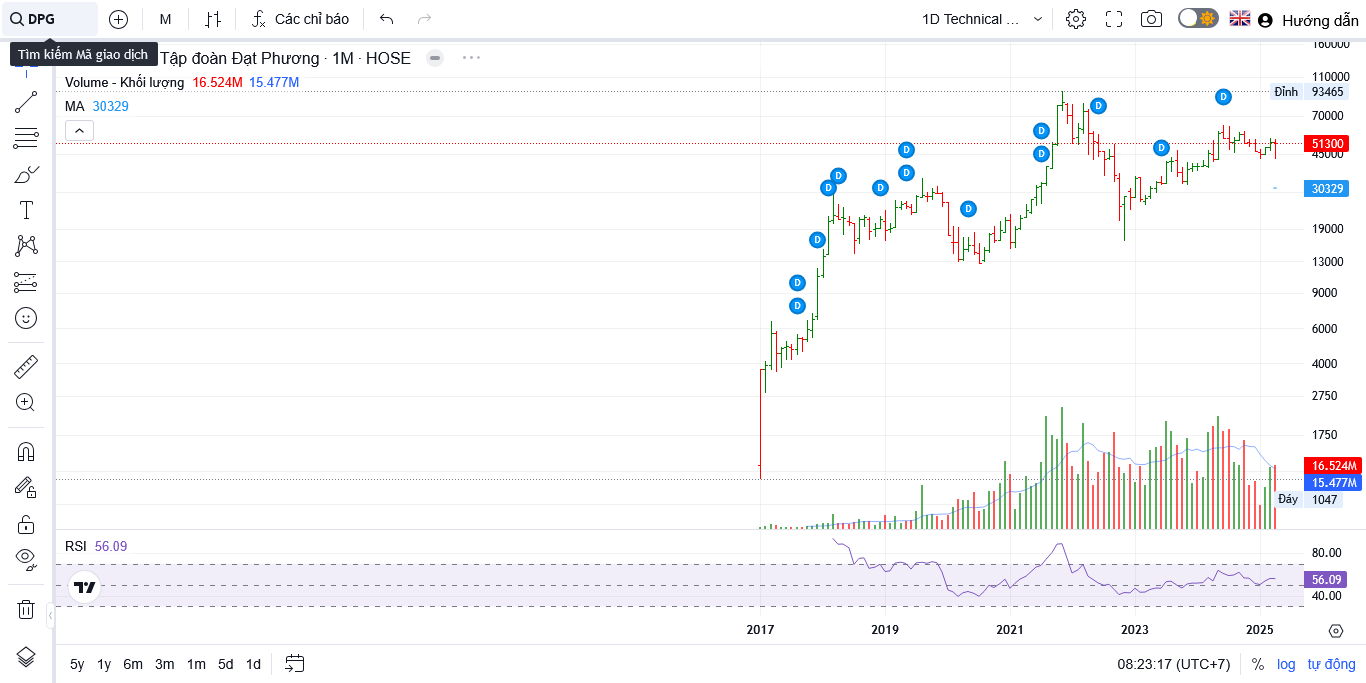 DPG
M
Các chỉ báo
1D Technical ...
Hướng dẫn
Tìm kiếm Mã giao dịch
Tập đoàn Đạt Phương · 1M · HOSE
Volume - Khối lượng 16.524M 15.477M
MA 30329
160000
110000
Đỉnh 93465
70000
51300
45000
30329
19000
13000
9000
6000
4000
2750
1750
16.524M
15.477M
Đáy 1047
D
D
D
D
D
D
D
D
D
D
D
D
D
D
RSI 56.09
80.00
56.09
40.00
2017 2019 2021 2023 2025
5y 1y 6m 3m 1m 5d 1d
08:23:17 (UTC+7) % log tự động